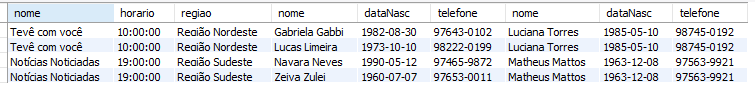 nome horario regiao nome dataNasc telefone nome dataNasc telefone
Tevê com você 10:00:00 Região Nordeste Gabriela Gabbi 1982-08-30 97643-0102 Luciana Torres 1985-05-10 98745-0192
Tevê com você 10:00:00 Região Nordeste Lucas Limeira 1973-10-10 98222-0199 Luciana Torres 1985-05-10 98745-0192
Notícias Noticiadas 19:00:00 Região Sudeste Navara Neves 1990-05-12 97465-9872 Matheus Mattos 1963-12-08 97563-9921
Notícias Noticiadas 19:00:00 Região Sudeste Zeiva Zulei 1960-07-07 97653-0011 Matheus Mattos 1963-12-08 97563-9921